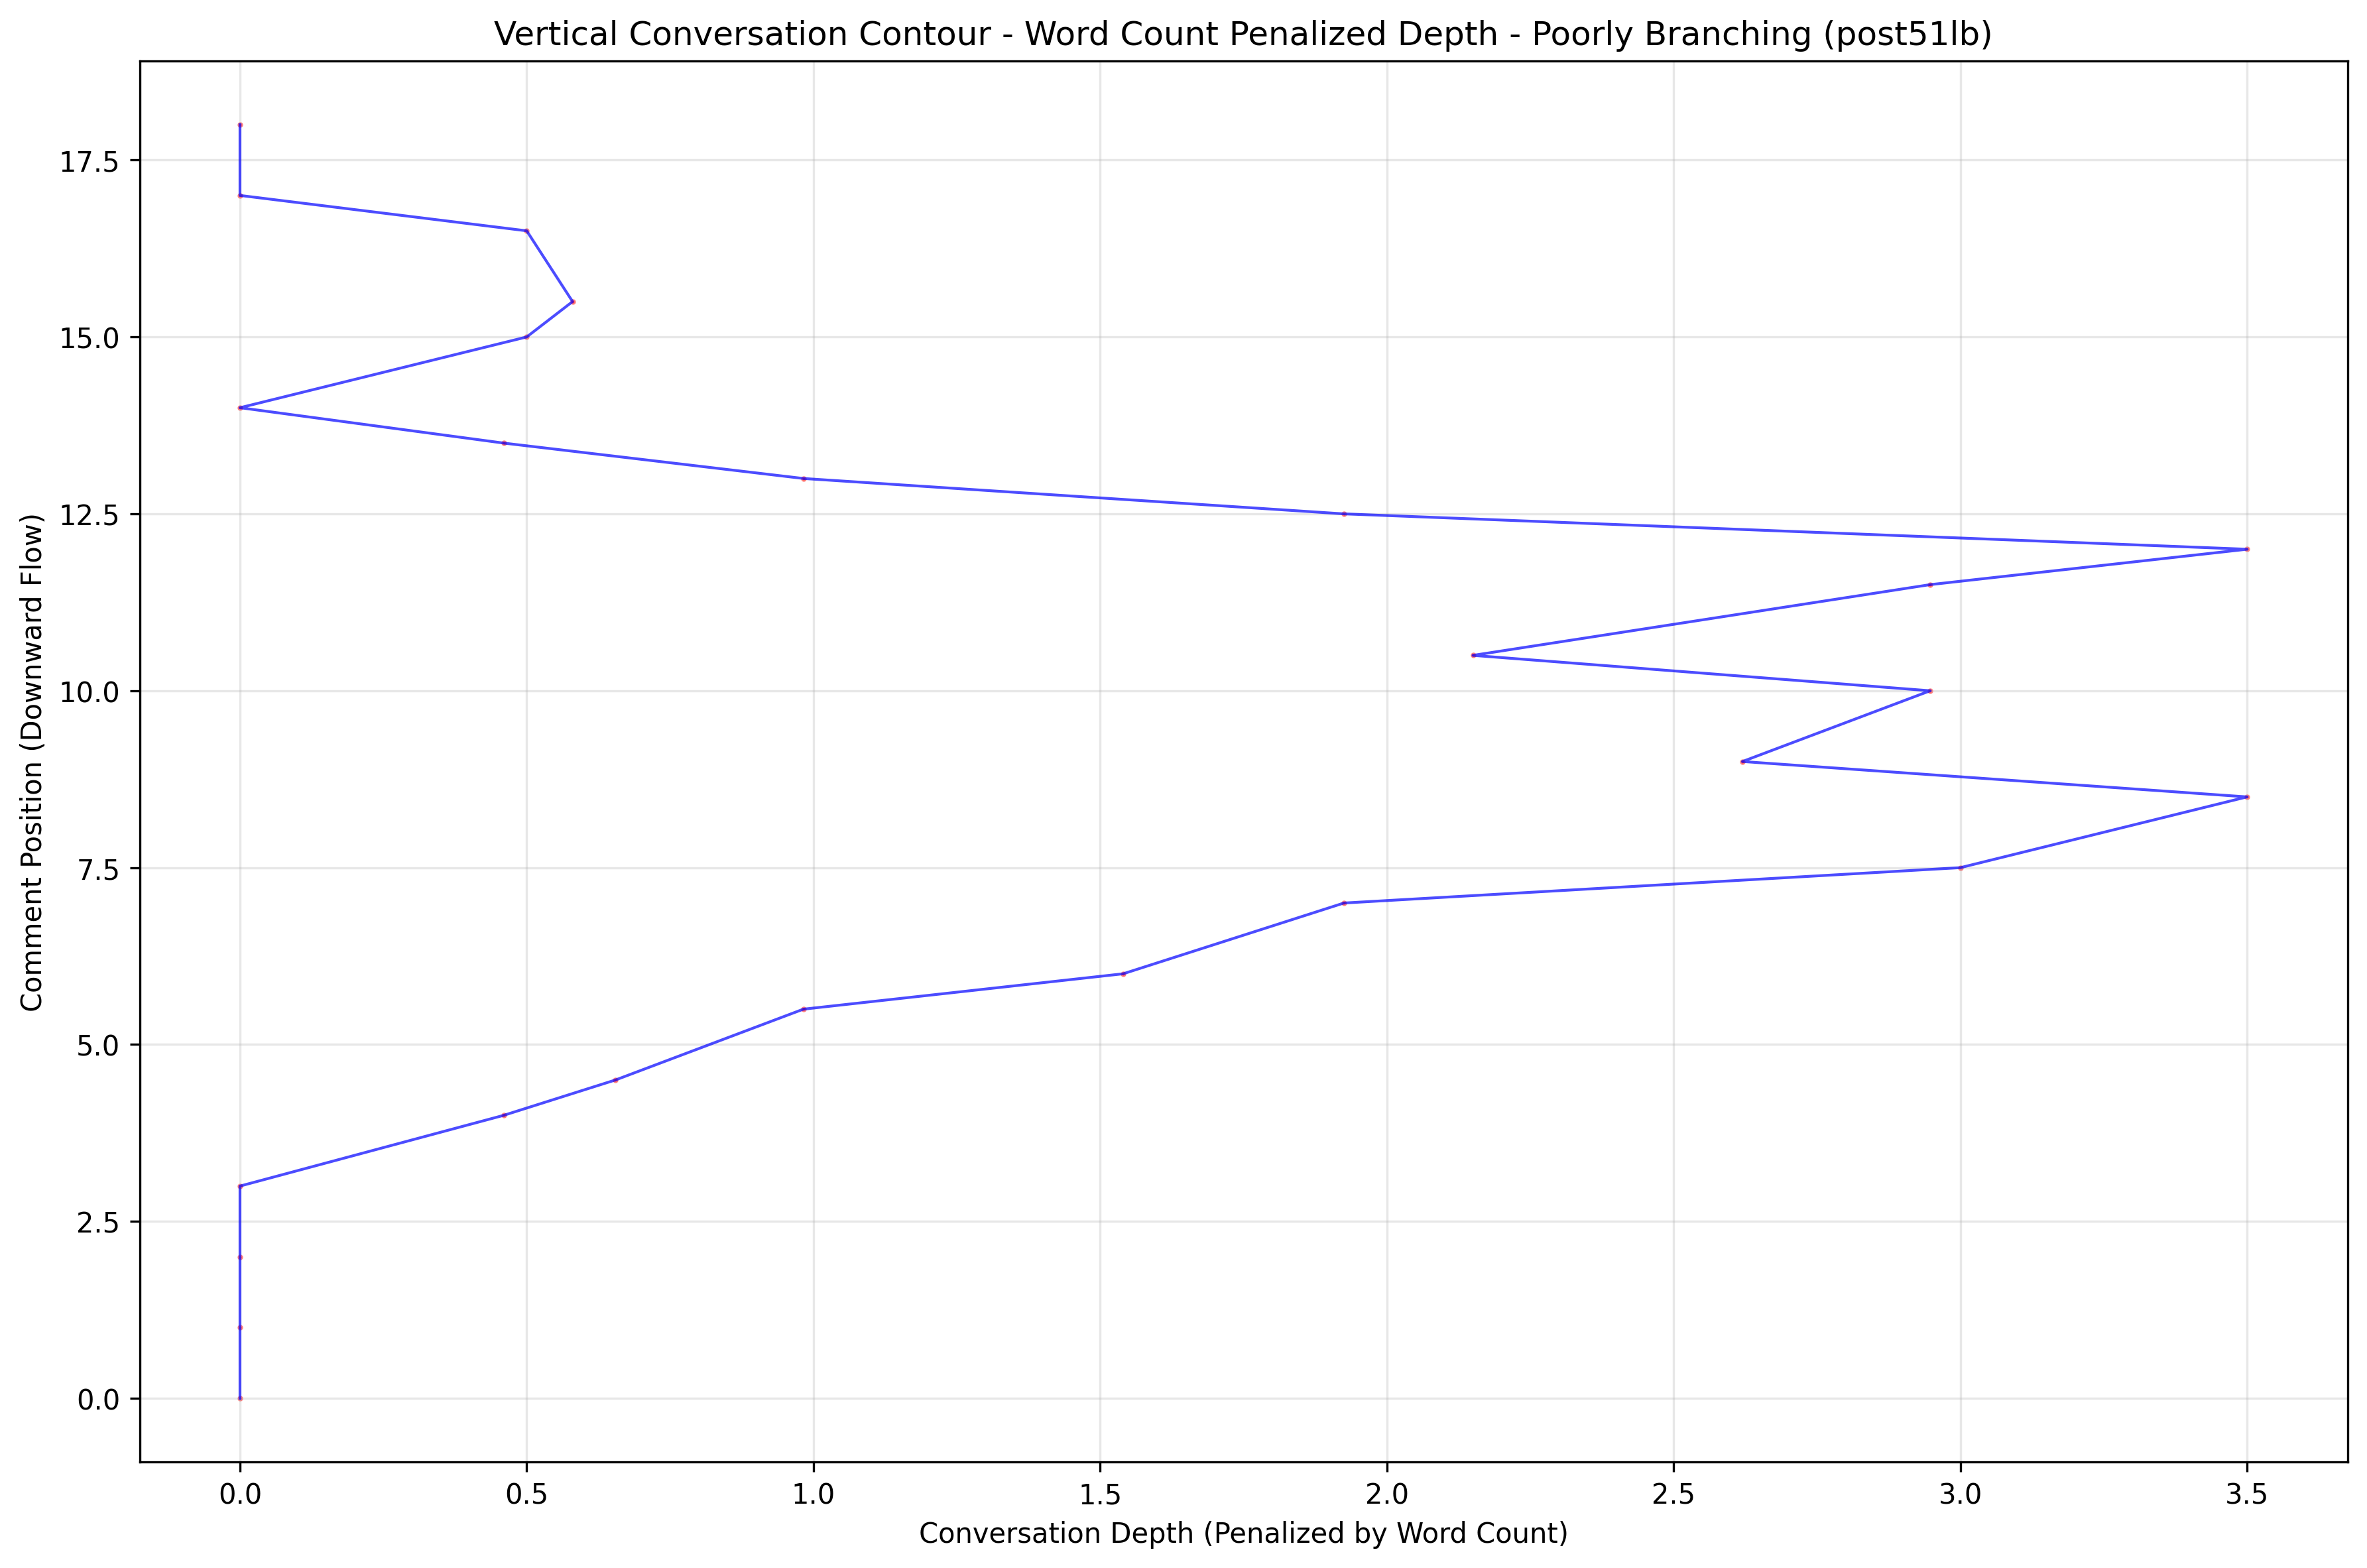 Vertical Conversation Contour - Word Count Penalized Depth - Poorly Branching (post51lb)
Comment Position (Downward Flow)
17.5
15.0
12.5
10.0
7.5
5.0
2.5
0.0
0.0 0.5 1.0 1.5 2.0 2.5 3.0 3.5
Conversation Depth (Penalized by Word Count)